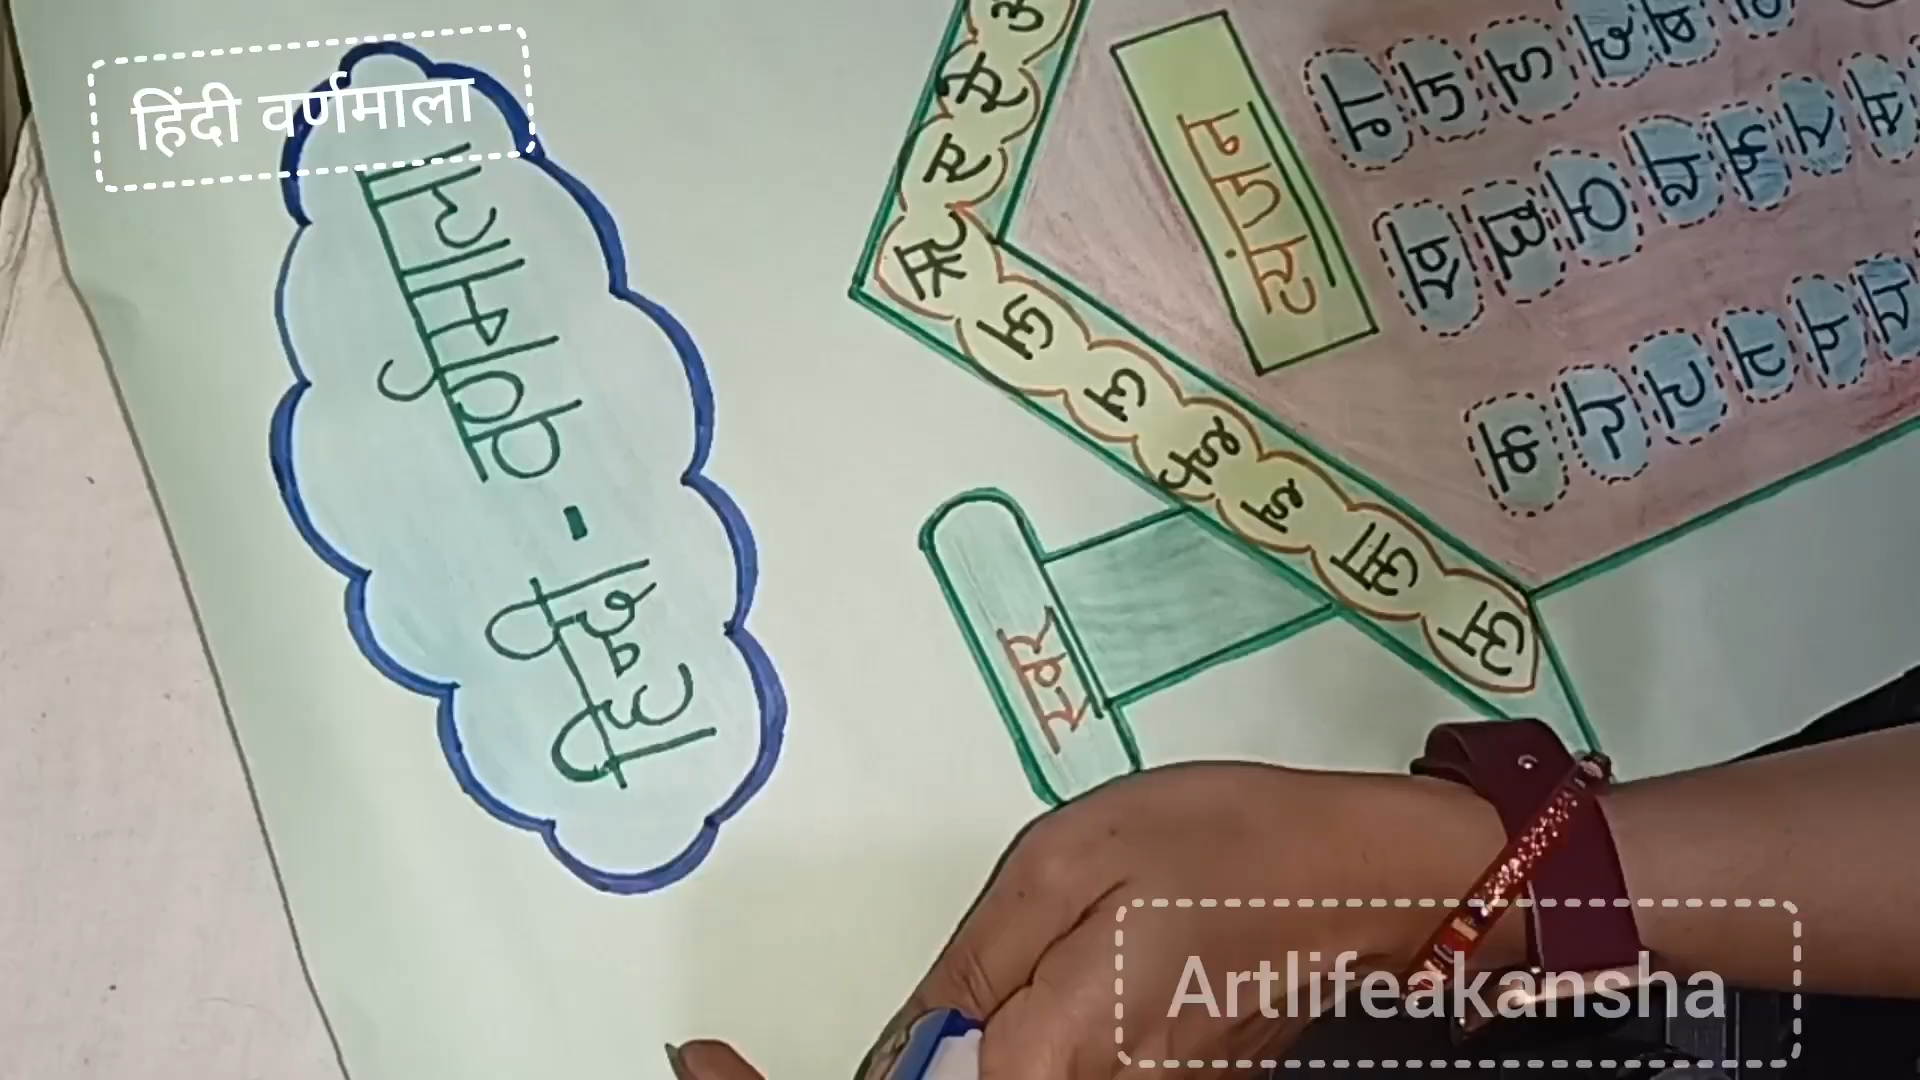 हिंदी वर्णमाला
हिन्दी - वर्णमाला
स्वर
अ आ इ ई उ ऊ ऋ ए ऐ
व्यंजन
क ख ग
च छ ज
ट ठ ड
त थ द
प फ ब
य र
स
Artlifeakansha